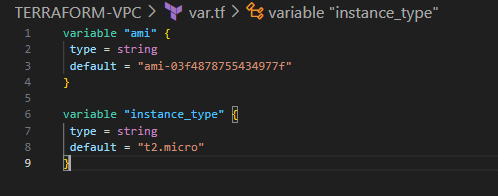 TERRAFORM-VPC > var.tf > variable "instance_type"
1 variable "ami" {
2 type = string
3 default = "ami-03f4878755434977f"
4 }
5
6 variable "instance_type" {
7 type = string
8 default = "t2.micro"
9 }